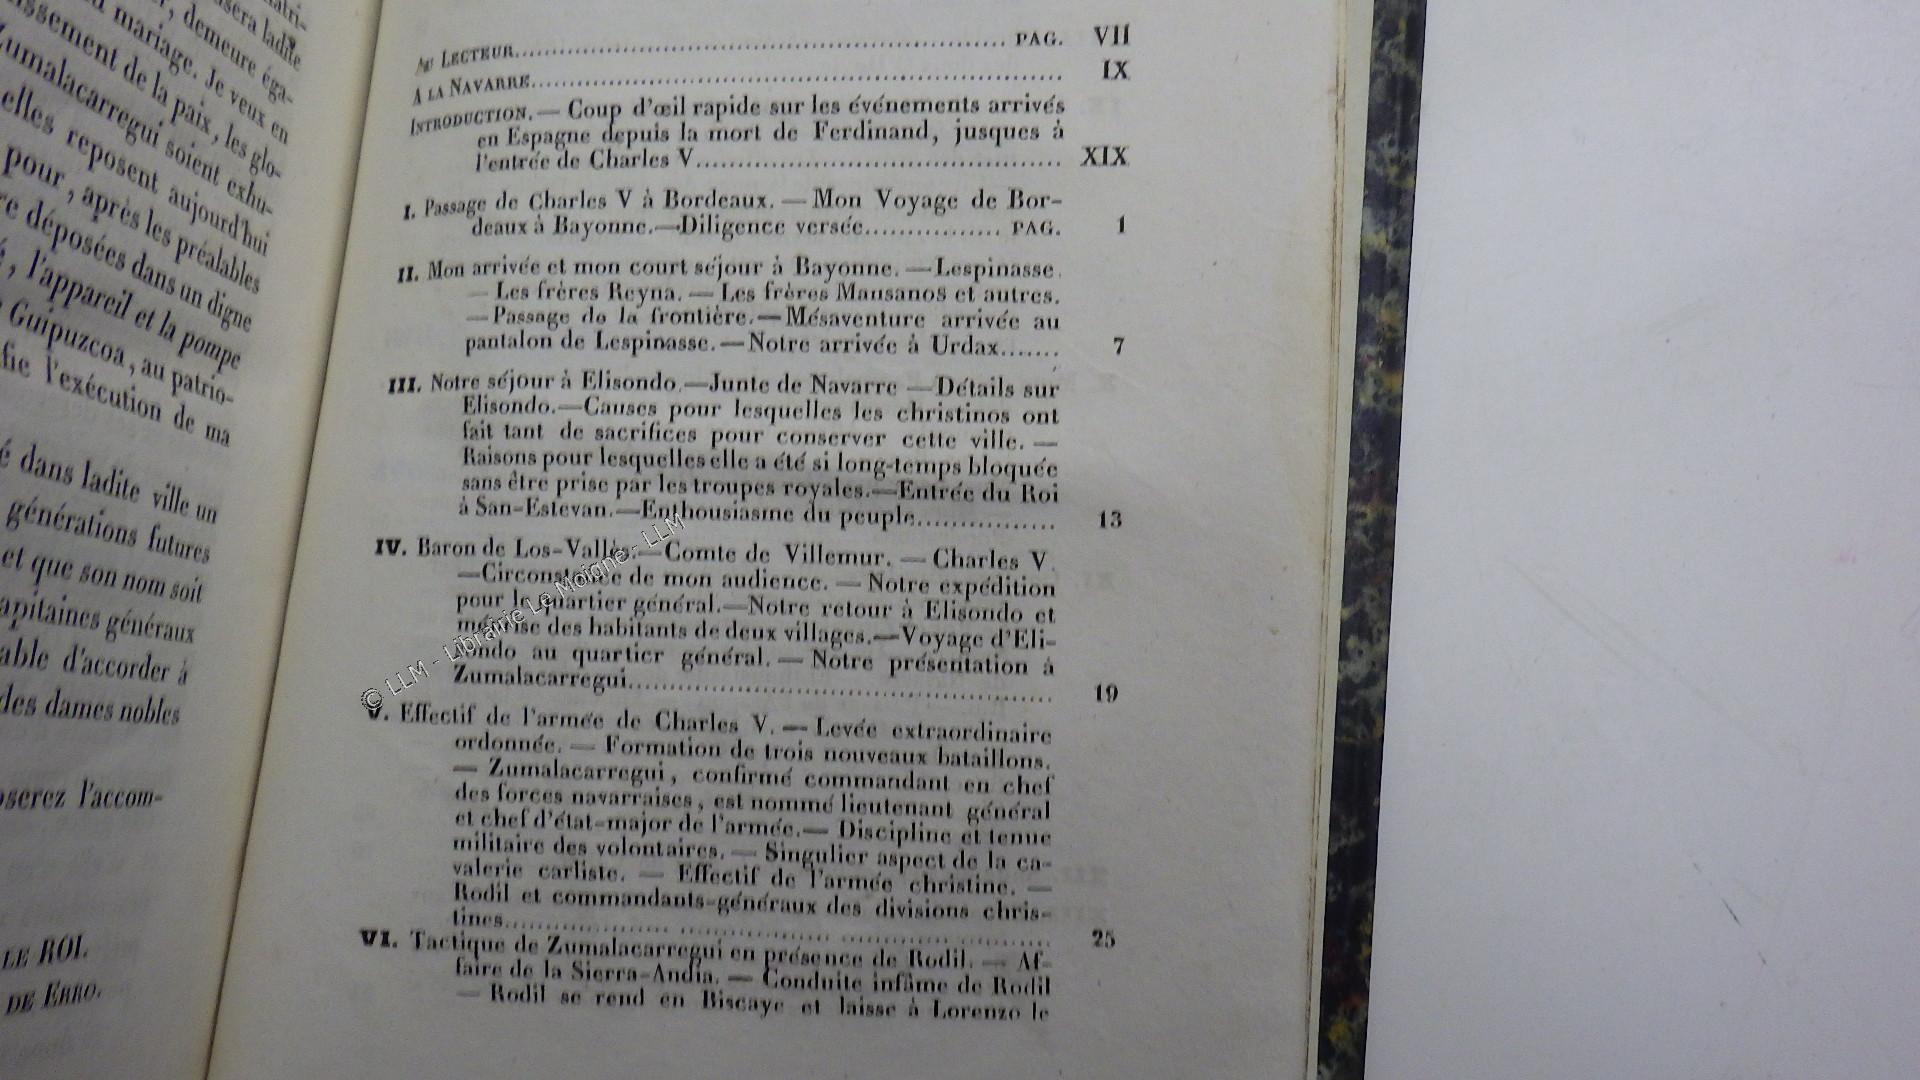 sera ladite
mariage. Je veux en
demeure éga-
issement de la paix, les glo-
Zumalacarregui soient exhu-
elles reposent aujourd'hui
pour, après les préalables
re déposées dans un digne
, l'appareil et la pompe
Guipuzcoa, au patrio-
fie l'exécution de ma
é dans ladite ville un
générations futures
et que son nom soit
apitaines généraux
able d'accorder à
des dames nobles
oserez l'accom-
LE ROI.
DE ERRO.
AU LECTEUR........ PAG. VII
A LA NAVARRE........ IX
INTRODUCTION. — Coup d'œil rapide sur les événements arrivés
en Espagne depuis la mort de Ferdinand, jusques à
l'entrée de Charles V........ XIX
I. Passage de Charles V à Bordeaux. — Mon Voyage de Bor-
deaux à Bayonne.—Diligence versée........ PAG. 1
II. Mon arrivée et mon court séjour à Bayonne. — Lespinasse.
— Les frères Reyna. — Les frères Mansanos et autres.
— Passage de la frontière. — Mésaventure arrivée au
pantalon de Lespinasse. — Notre arrivée à Urdax....... 7
III. Notre séjour à Elisondo.—Junte de Navarre — Détails sur
Elisondo.—Causes pour lesquelles les christinos ont
fait tant de sacrifices pour conserver cette ville. —
Raisons pour lesquelles elle a été si long-temps bloquée
sans être prise par les troupes royales.—Entrée du Roi
à San-Estevan.—Enthousiasme du peuple........ 13
IV. Baron de Los-Vallès.—Comte de Villemur. — Charles V.
—Circonstance de mon audience. — Notre expédition
pour le quartier général.—Notre retour à Elisondo et
méprise des habitants de deux villages.—Voyage d'Eli-
sondo au quartier général. — Notre présentation à
Zumalacarregui........ 19
V. Effectif de l'armée de Charles V. — Levée extraordinaire
ordonnée. — Formation de trois nouveaux bataillons.
— Zumalacarregui, confirmé commandant en chef
des forces navarraises, est nommé lieutenant général
et chef d'état-major de l'armée.— Discipline et tenue
militaire des volontaires. — Singulier aspect de la ca-
valerie carliste. — Effectif de l'armée christine. —
Rodil et commandants-généraux des divisions chris-
tines........ 25
VI. Tactique de Zumalacarregui en présence de Rodil. — Af-
faire de la Sierra-Andia. — Conduite infâme de Rodil
— Rodil se rend en Biscaye et laisse à Lorenzo le
© LLM - Librairie Le Moigne - LLM